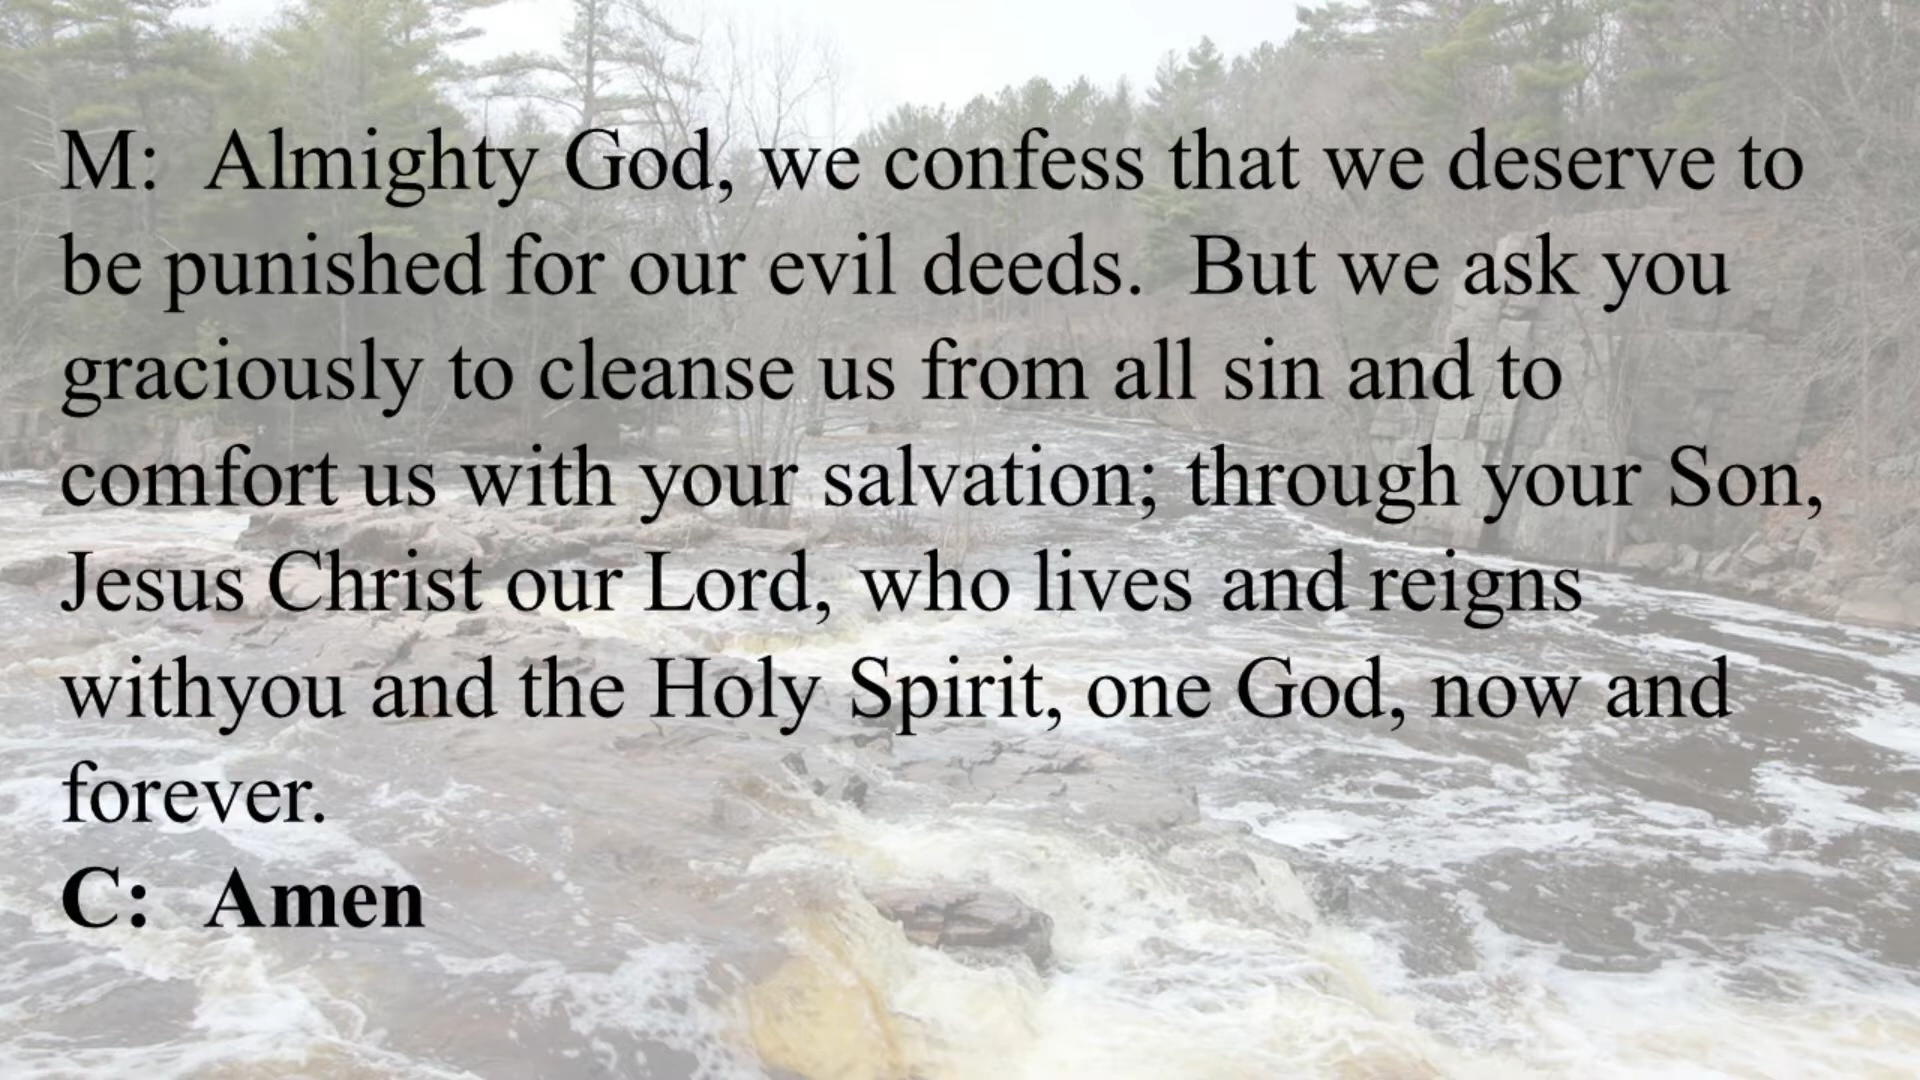 M:  Almighty God, we confess that we deserve to
be punished for our evil deeds.  But we ask you
graciously to cleanse us from all sin and to
comfort us with your salvation; through your Son,
Jesus Christ our Lord, who lives and reigns
withyou and the Holy Spirit, one God, now and
forever.
C:  Amen